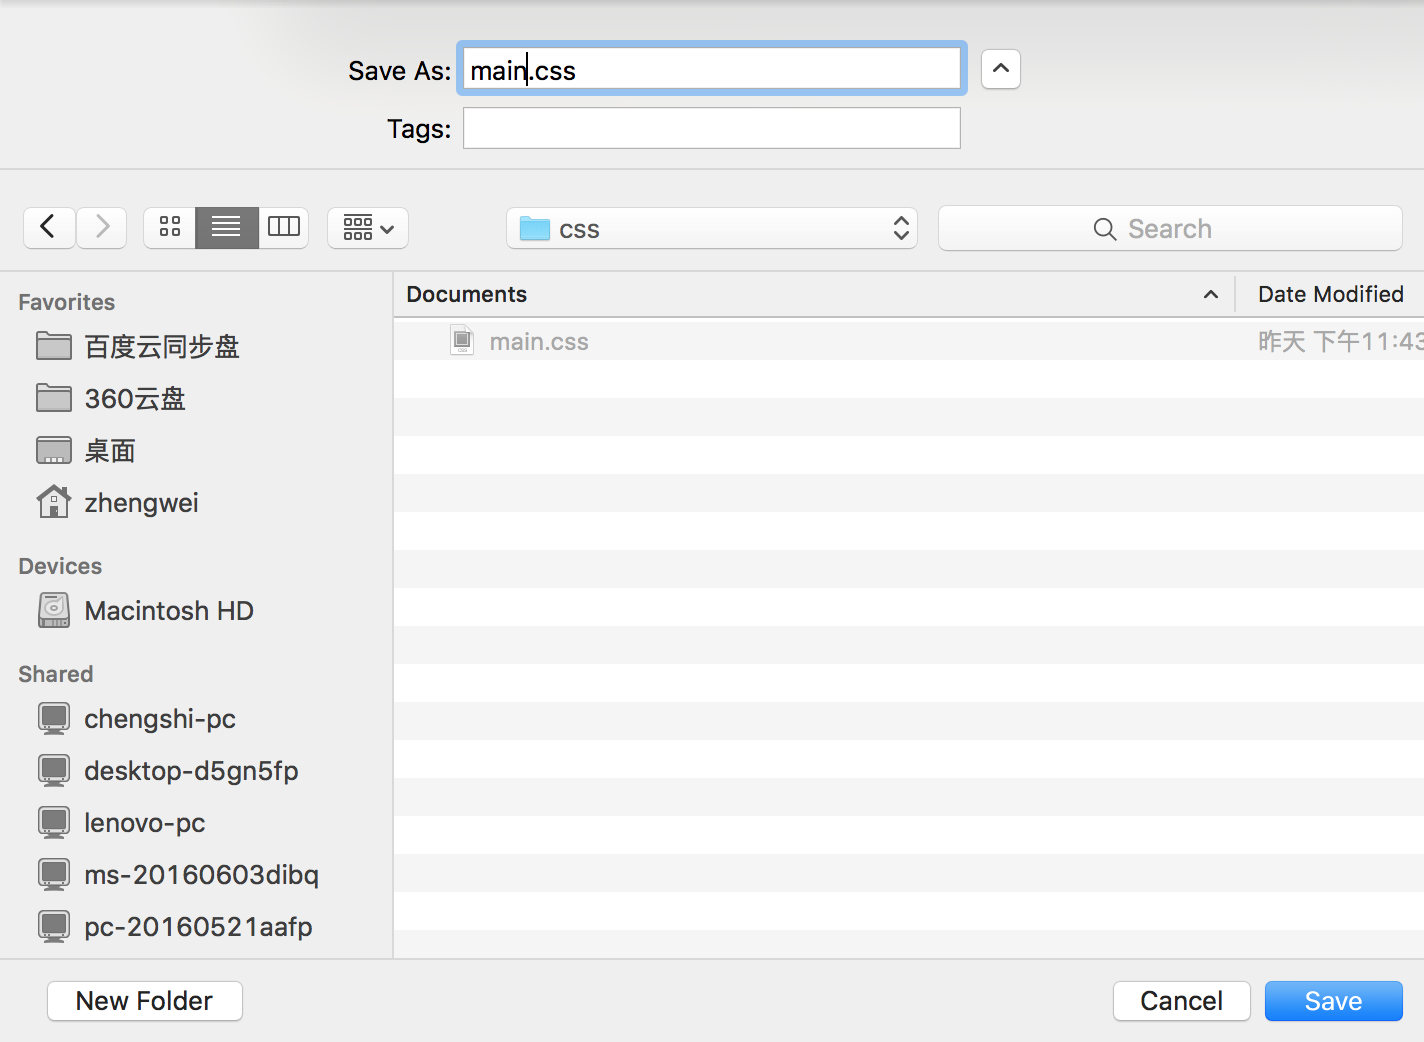 Save As: main.css
Tags:
css
Search
Favorites
百度云同步盘
360云盘
桌面
zhengwei
Devices
Macintosh HD
Shared
chengshi-pc
desktop-d5gn5fp
lenovo-pc
ms-20160603dibq
pc-20160521aafp
Documents Date Modified
main.css 昨天 下午11:43
New Folder Cancel Save